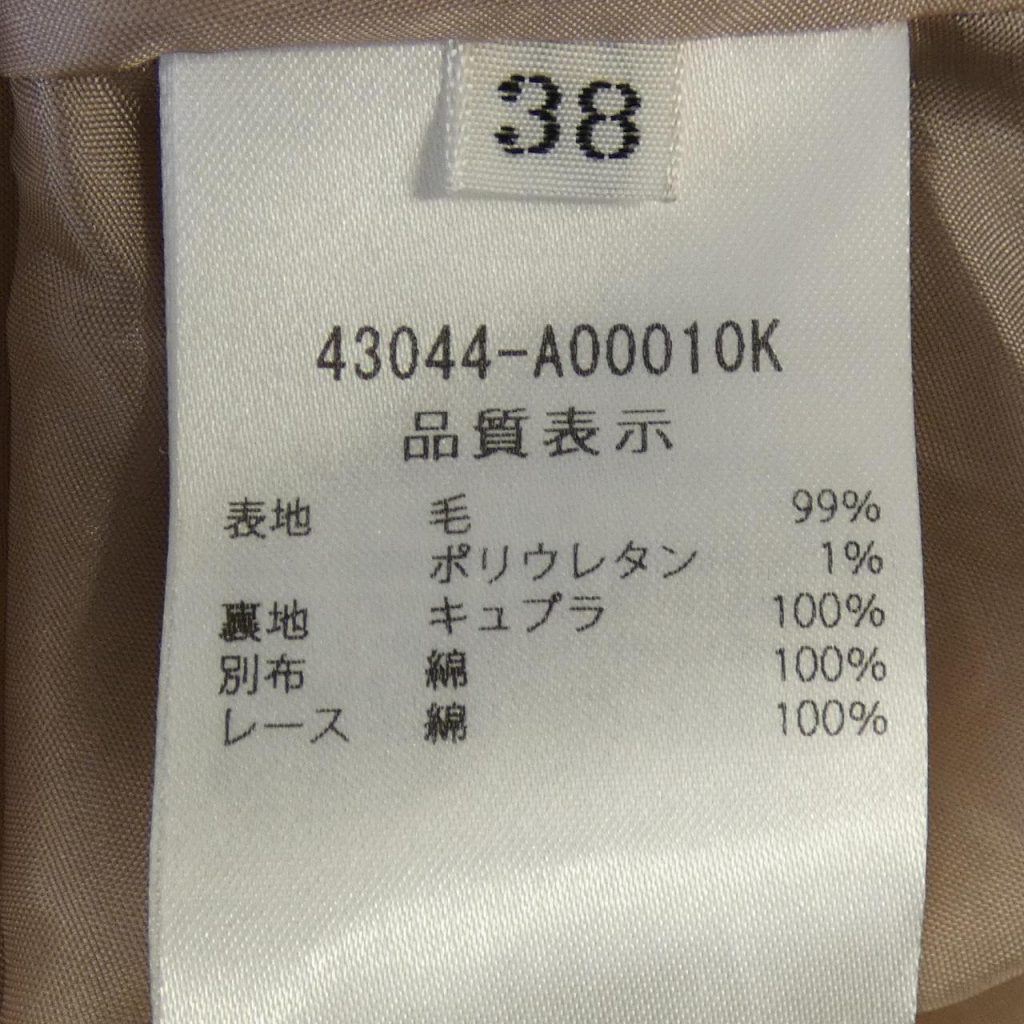 38
43044-A00010K
品質表示
表地 毛 99%
ポリウレタン 1%
裏地 キュプラ 100%
別布 綿 100%
レース 綿 100%